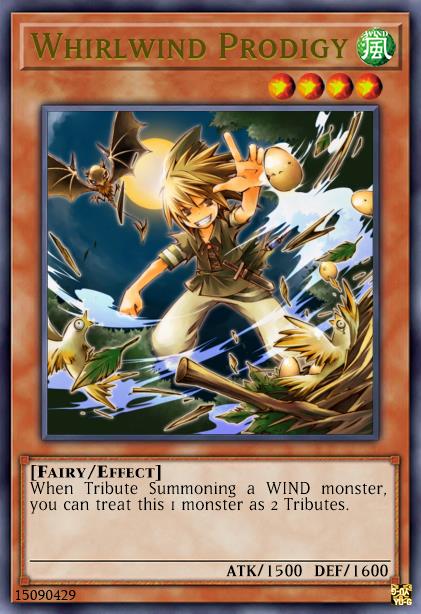 WHIRLWIND PRODIGY
WIND
風
[FAIRY/EFFECT]
When Tribute Summoning a WIND monster,
you can treat this 1 monster as 2 Tributes.
ATK/1500 DEF/1600
15090429